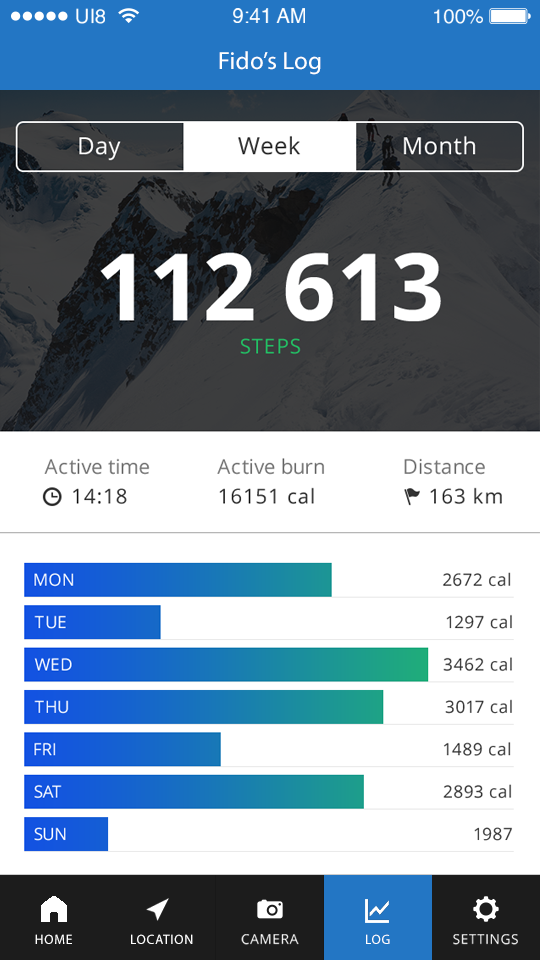 UI8 9:41 AM 100%
Fido’s Log
Day Week Month
112 613
STEPS
Active time Active burn Distance
14:18 16151 cal 163 km
MON 2672 cal
TUE 1297 cal
WED 3462 cal
THU 3017 cal
FRI 1489 cal
SAT 2893 cal
SUN 1987
HOME LOCATION CAMERA LOG SETTINGS